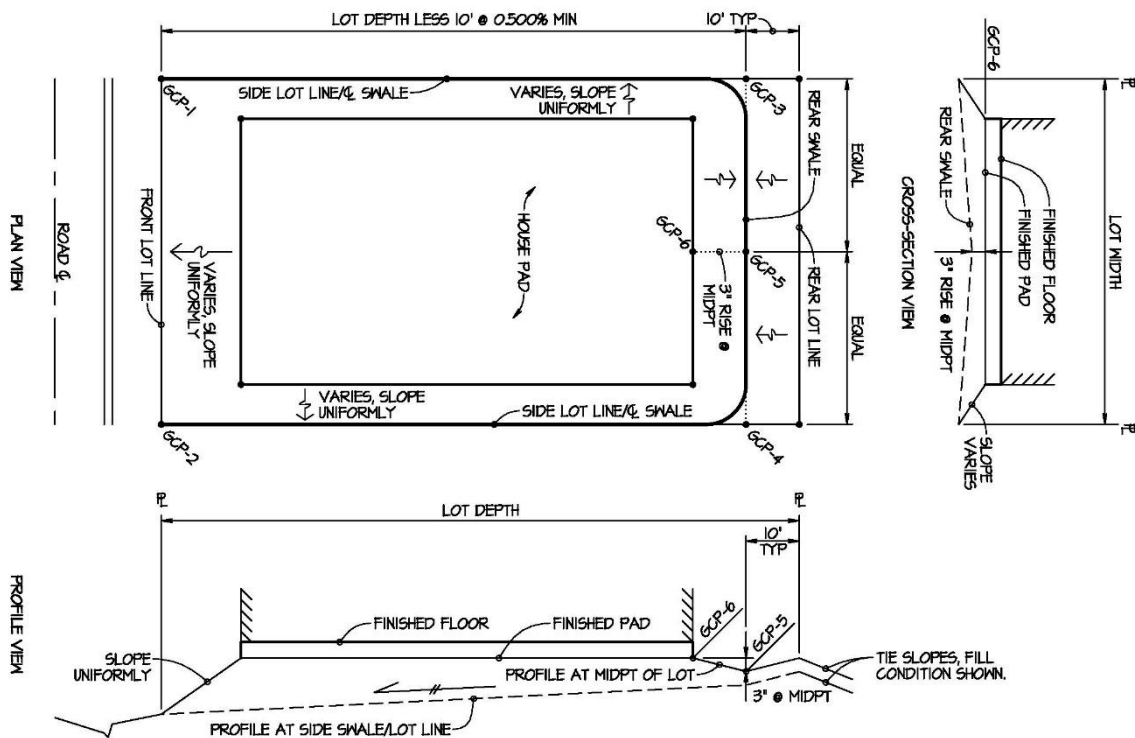 LOT DEPTH LESS 10' @ 0.500% MIN
10' TYP
GCP-1
SIDE LOT LINE/℄ SWALE
VARIES, SLOPE
UNIFORMLY
GCP-3
REAR SWALE
EQUAL
HOUSE PAD
GCP-6
GCP-5
3" RISE @
MIDPT
REAR LOT LINE
EQUAL
PLAN VIEW
ROAD ℄
FRONT LOT LINE
VARIES, SLOPE
UNIFORMLY
VARIES, SLOPE
UNIFORMLY
SIDE LOT LINE/℄ SWALE
GCP-2
GCP-4
GCP-6
℄
REAR SWALE
CROSS-SECTION VIEW
3" RISE @ MIDPT
FINISHED PAD
FINISHED FLOOR
LOT WIDTH
SLOPE
VARIES
⅊
⅊
⅊
LOT DEPTH
10'
TYP
PROFILE VIEW
FINISHED FLOOR
FINISHED PAD
GCP-6
GCP-5
SLOPE
UNIFORMLY
PROFILE AT MIDPT OF LOT
TIE SLOPES, FILL
CONDITION SHOWN.
3" @ MIDPT
PROFILE AT SIDE SWALE/LOT LINE